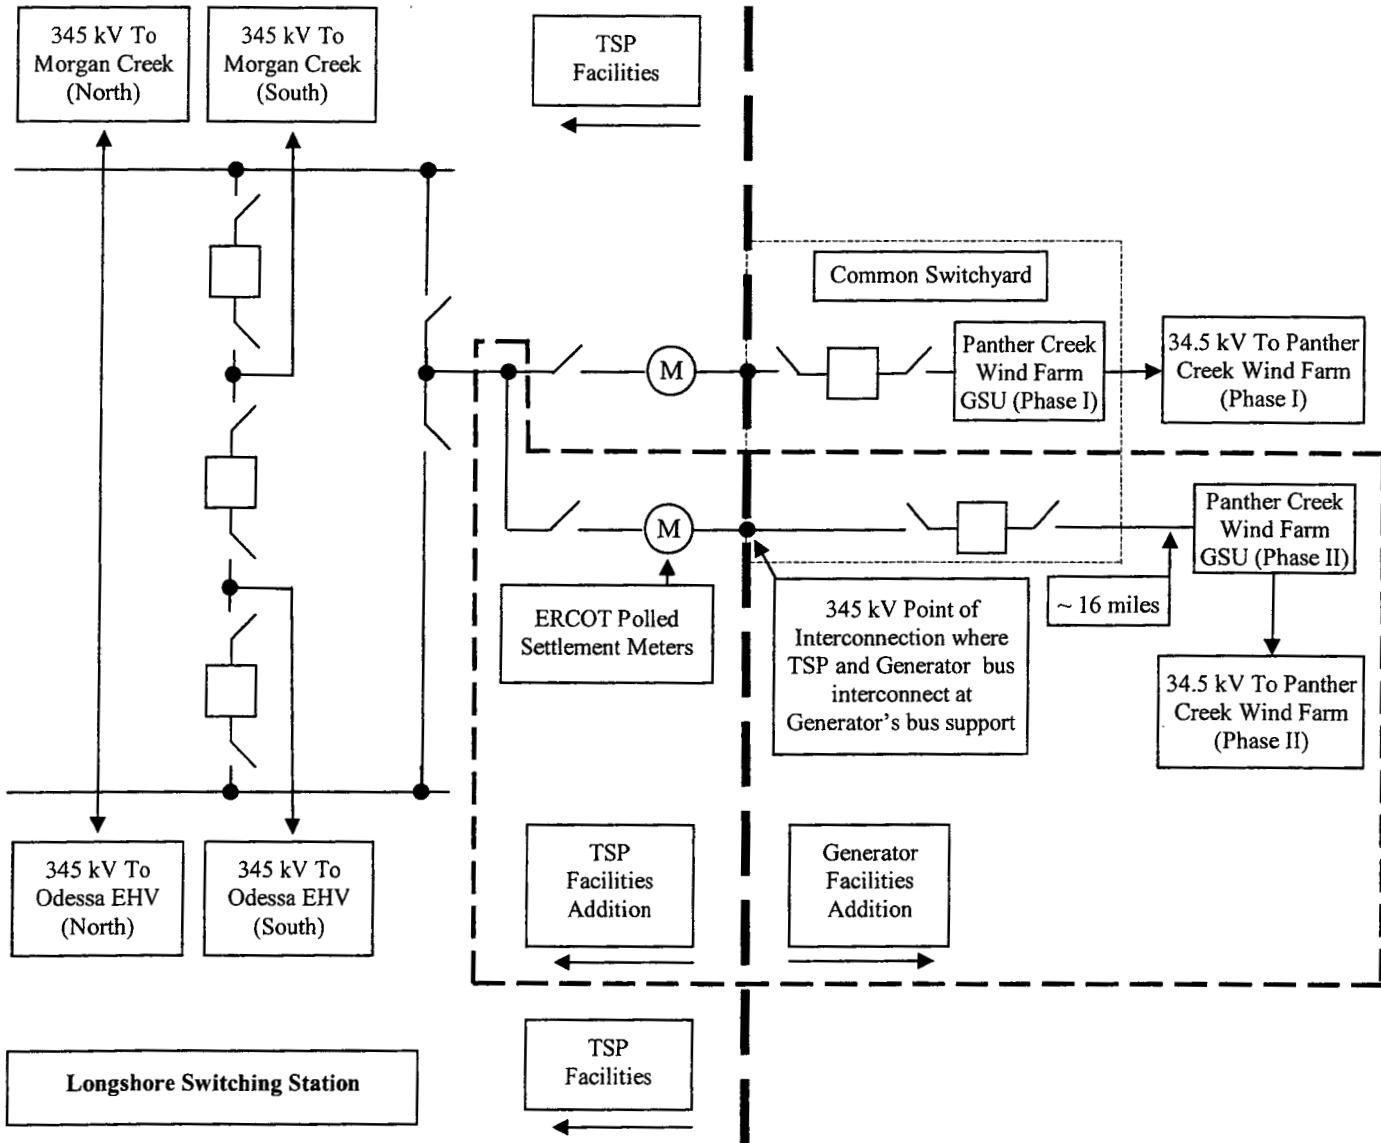 345 kV To
Morgan Creek
(North)
345 kV To
Morgan Creek
(South)
TSP
Facilities
Common Switchyard
M
Panther Creek
Wind Farm
GSU (Phase I)
34.5 kV To Panther
Creek Wind Farm
(Phase I)
M
Panther Creek
Wind Farm
GSU (Phase II)
ERCOT Polled
Settlement Meters
345 kV Point of
Interconnection where
TSP and Generator bus
interconnect at
Generator's bus support
~ 16 miles
34.5 kV To Panther
Creek Wind Farm
(Phase II)
345 kV To
Odessa EHV
(North)
345 kV To
Odessa EHV
(South)
TSP
Facilities
Addition
Generator
Facilities
Addition
Longshore Switching Station
TSP
Facilities